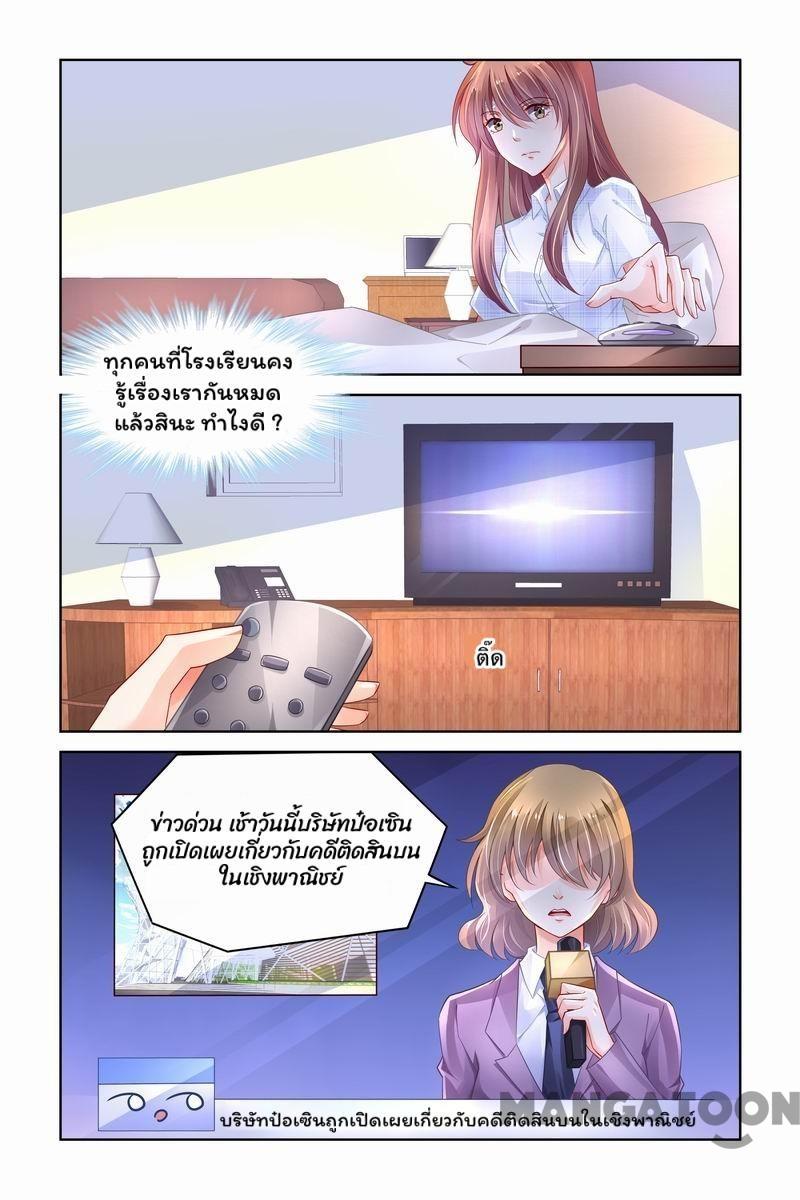 ทุกคนที่โรงเรียนคง
รู้เรื่องเรากันหมด
แล้วสินะ ทำไงดี ?
ติ๊ด
ข่าวด่วน เช้าวันนี้บริษัทป๋อเซิน
ถูกเปิดเผยเกี่ยวกับคดีติดสินบน
ในเชิงพาณิชย์
MANGATOON
บริษัทป๋อเซินถูกเปิดเผยเกี่ยวกับคดีติดสินบนในเชิงพาณิชย์